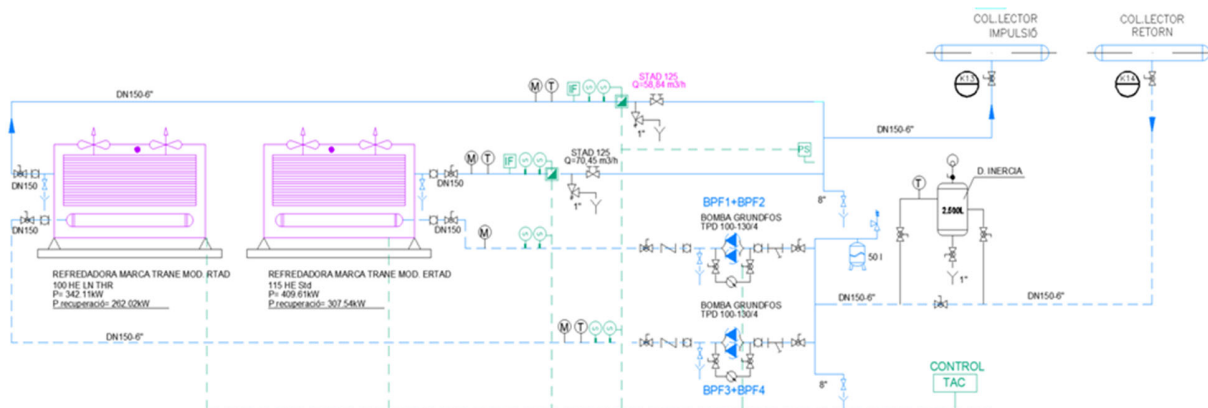 COL.LECTOR
IMPULSIÓ
COL.LECTOR
RETORN
K13
K14
STAD 125
Q=58,84 m3/h
M
T
IF
DN150-6"
1"
DN150-6"
STAD 125
Q=70,45 m3/h
M
T
IF
PS
1"
DN150
DN150
DN150
DN150
D. INERCIA
T
2.500L
8"
BPF1+BPF2
BOMBA GRUNDFOS
TPD 100-130/4
M
50 l
1"
REFREDADORA MARCA TRANE MOD. RTAD
100 HE LN THR
P= 342.11kW
P.recuperació= 262.02kW
REFREDADORA MARCA TRANE MOD. ERTAD
115 HE Std
P= 409.61kW
P.recuperació= 307.54kW
DN150-6"
DN150-6"
BOMBA GRUNDFOS
TPD 100-130/4
DN150-6"
M
T
BPF3+BPF4
8"
CONTROL
TAC